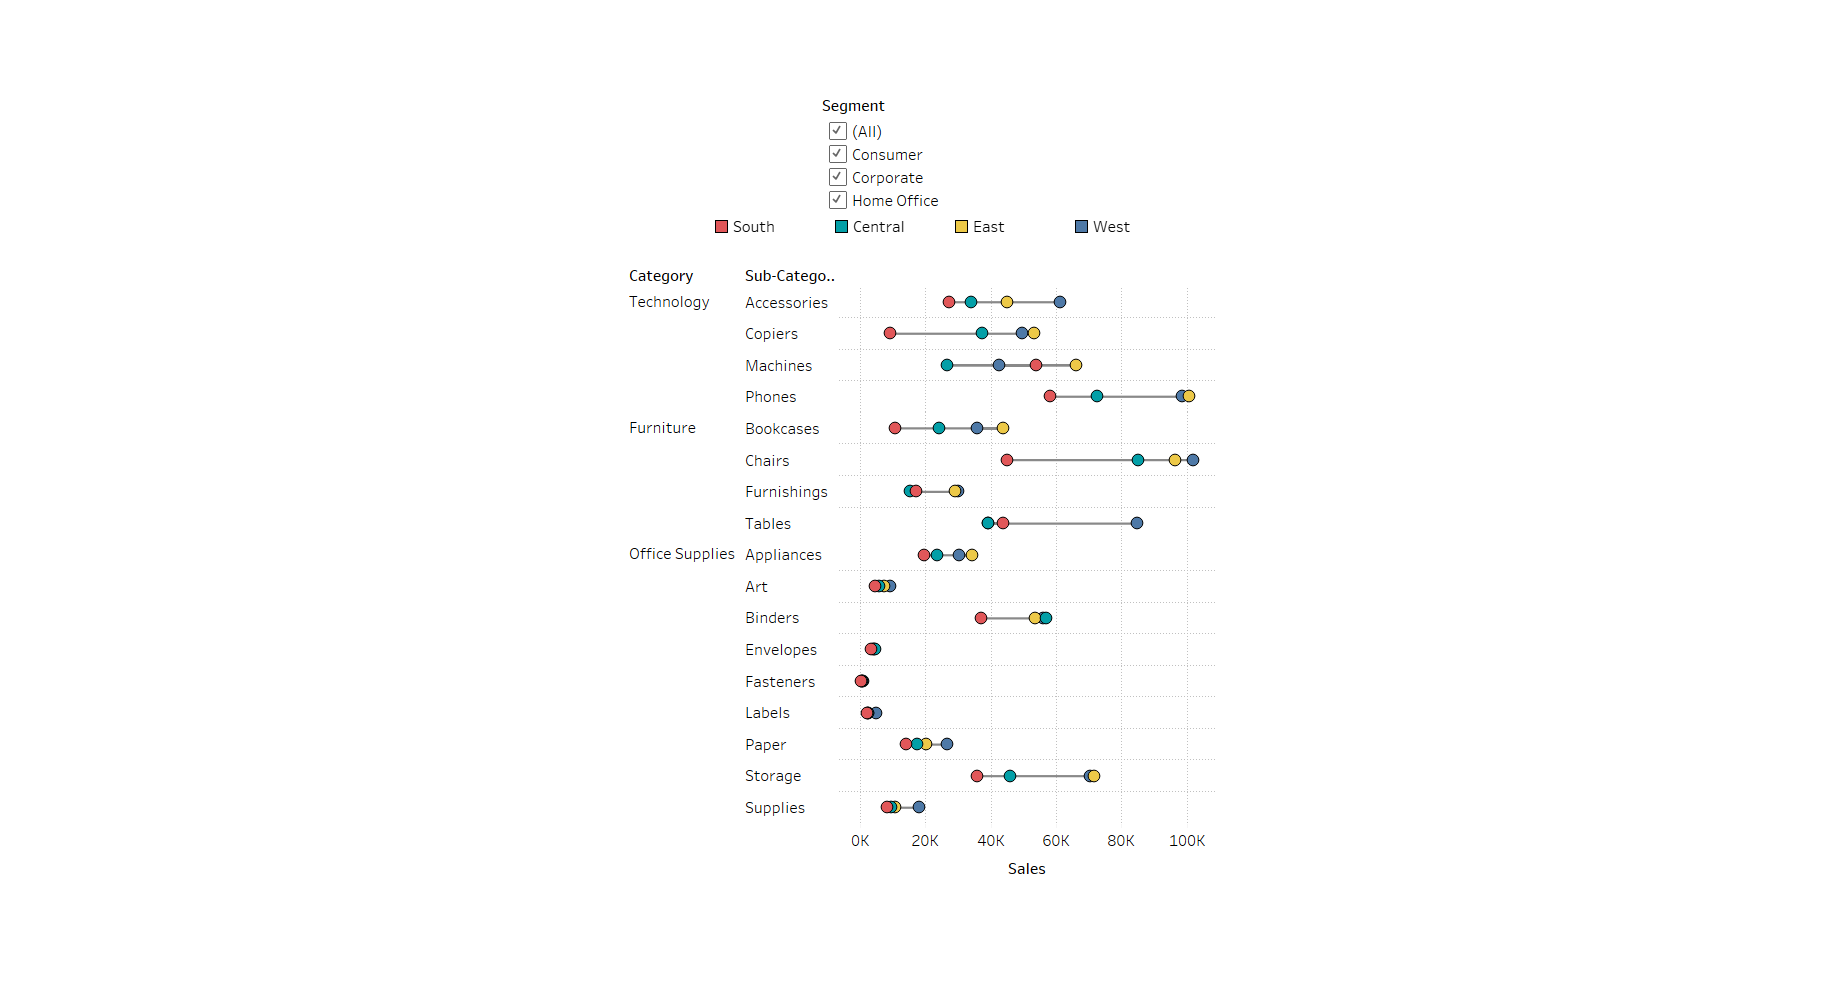 Segment
(All)
Consumer
Corporate
Home Office
South Central East West
Category Sub-Catego..
Technology Accessories
Copiers
Machines
Phones
Furniture Bookcases
Chairs
Furnishings
Tables
Office Supplies Appliances
Art
Binders
Envelopes
Fasteners
Labels
Paper
Storage
Supplies
0K 20K 40K 60K 80K 100K
Sales